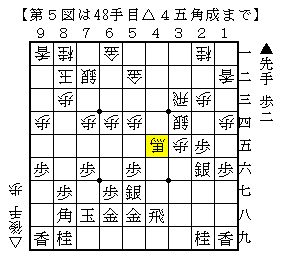 【第５図は48手目△４五角成まで】
９ ８ ７ ６ ５ ４ ３ ２ １
香 桂 金 桂 一
玉 銀 金 香 二
歩 飛 歩 三
歩 歩 歩 歩 銀 歩 四
馬 歩 歩 五
歩 歩 銀 歩 六
歩 歩 銀 七
角 玉 金 金 飛 八
香 桂 桂 香 九
▲先手 歩二
△後手 歩